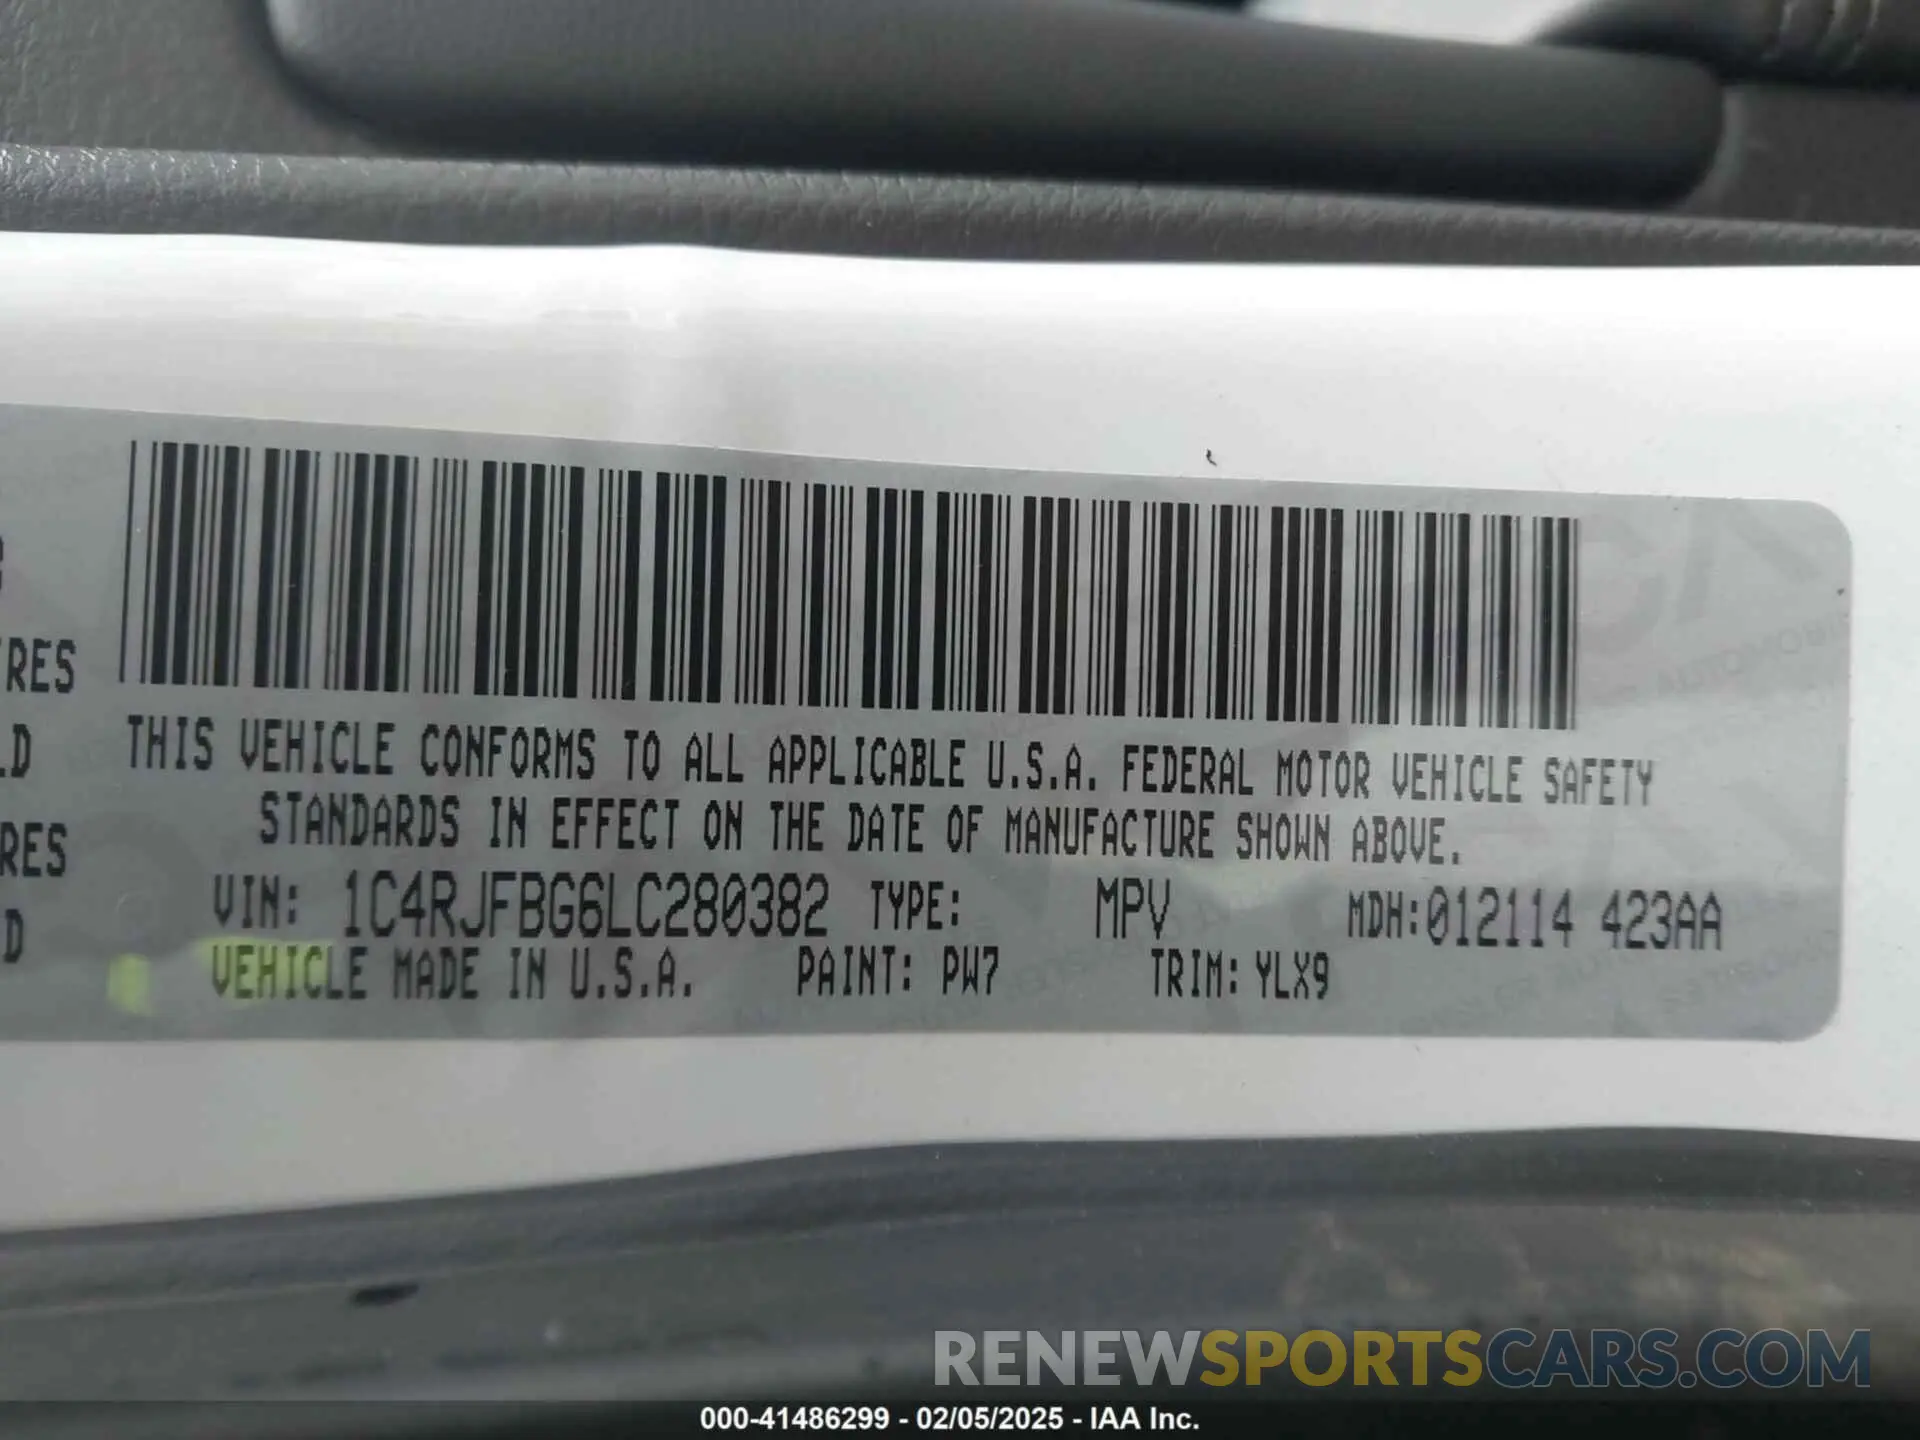 RES
LD
RES
D
THIS VEHICLE CONFORMS TO ALL APPLICABLE U.S.A. FEDERAL MOTOR VEHICLE SAFETY
STANDARDS IN EFFECT ON THE DATE OF MANUFACTURE SHOWN ABOVE.
VIN: 1C4RJFBG6LC280382 TYPE: MPV MDH:012114 423AA
VEHICLE MADE IN U.S.A. PAINT: PW7 TRIM: YLX9
RENEWSPORTSCARS.COM
000-41486299 - 02/05/2025 - IAA Inc.